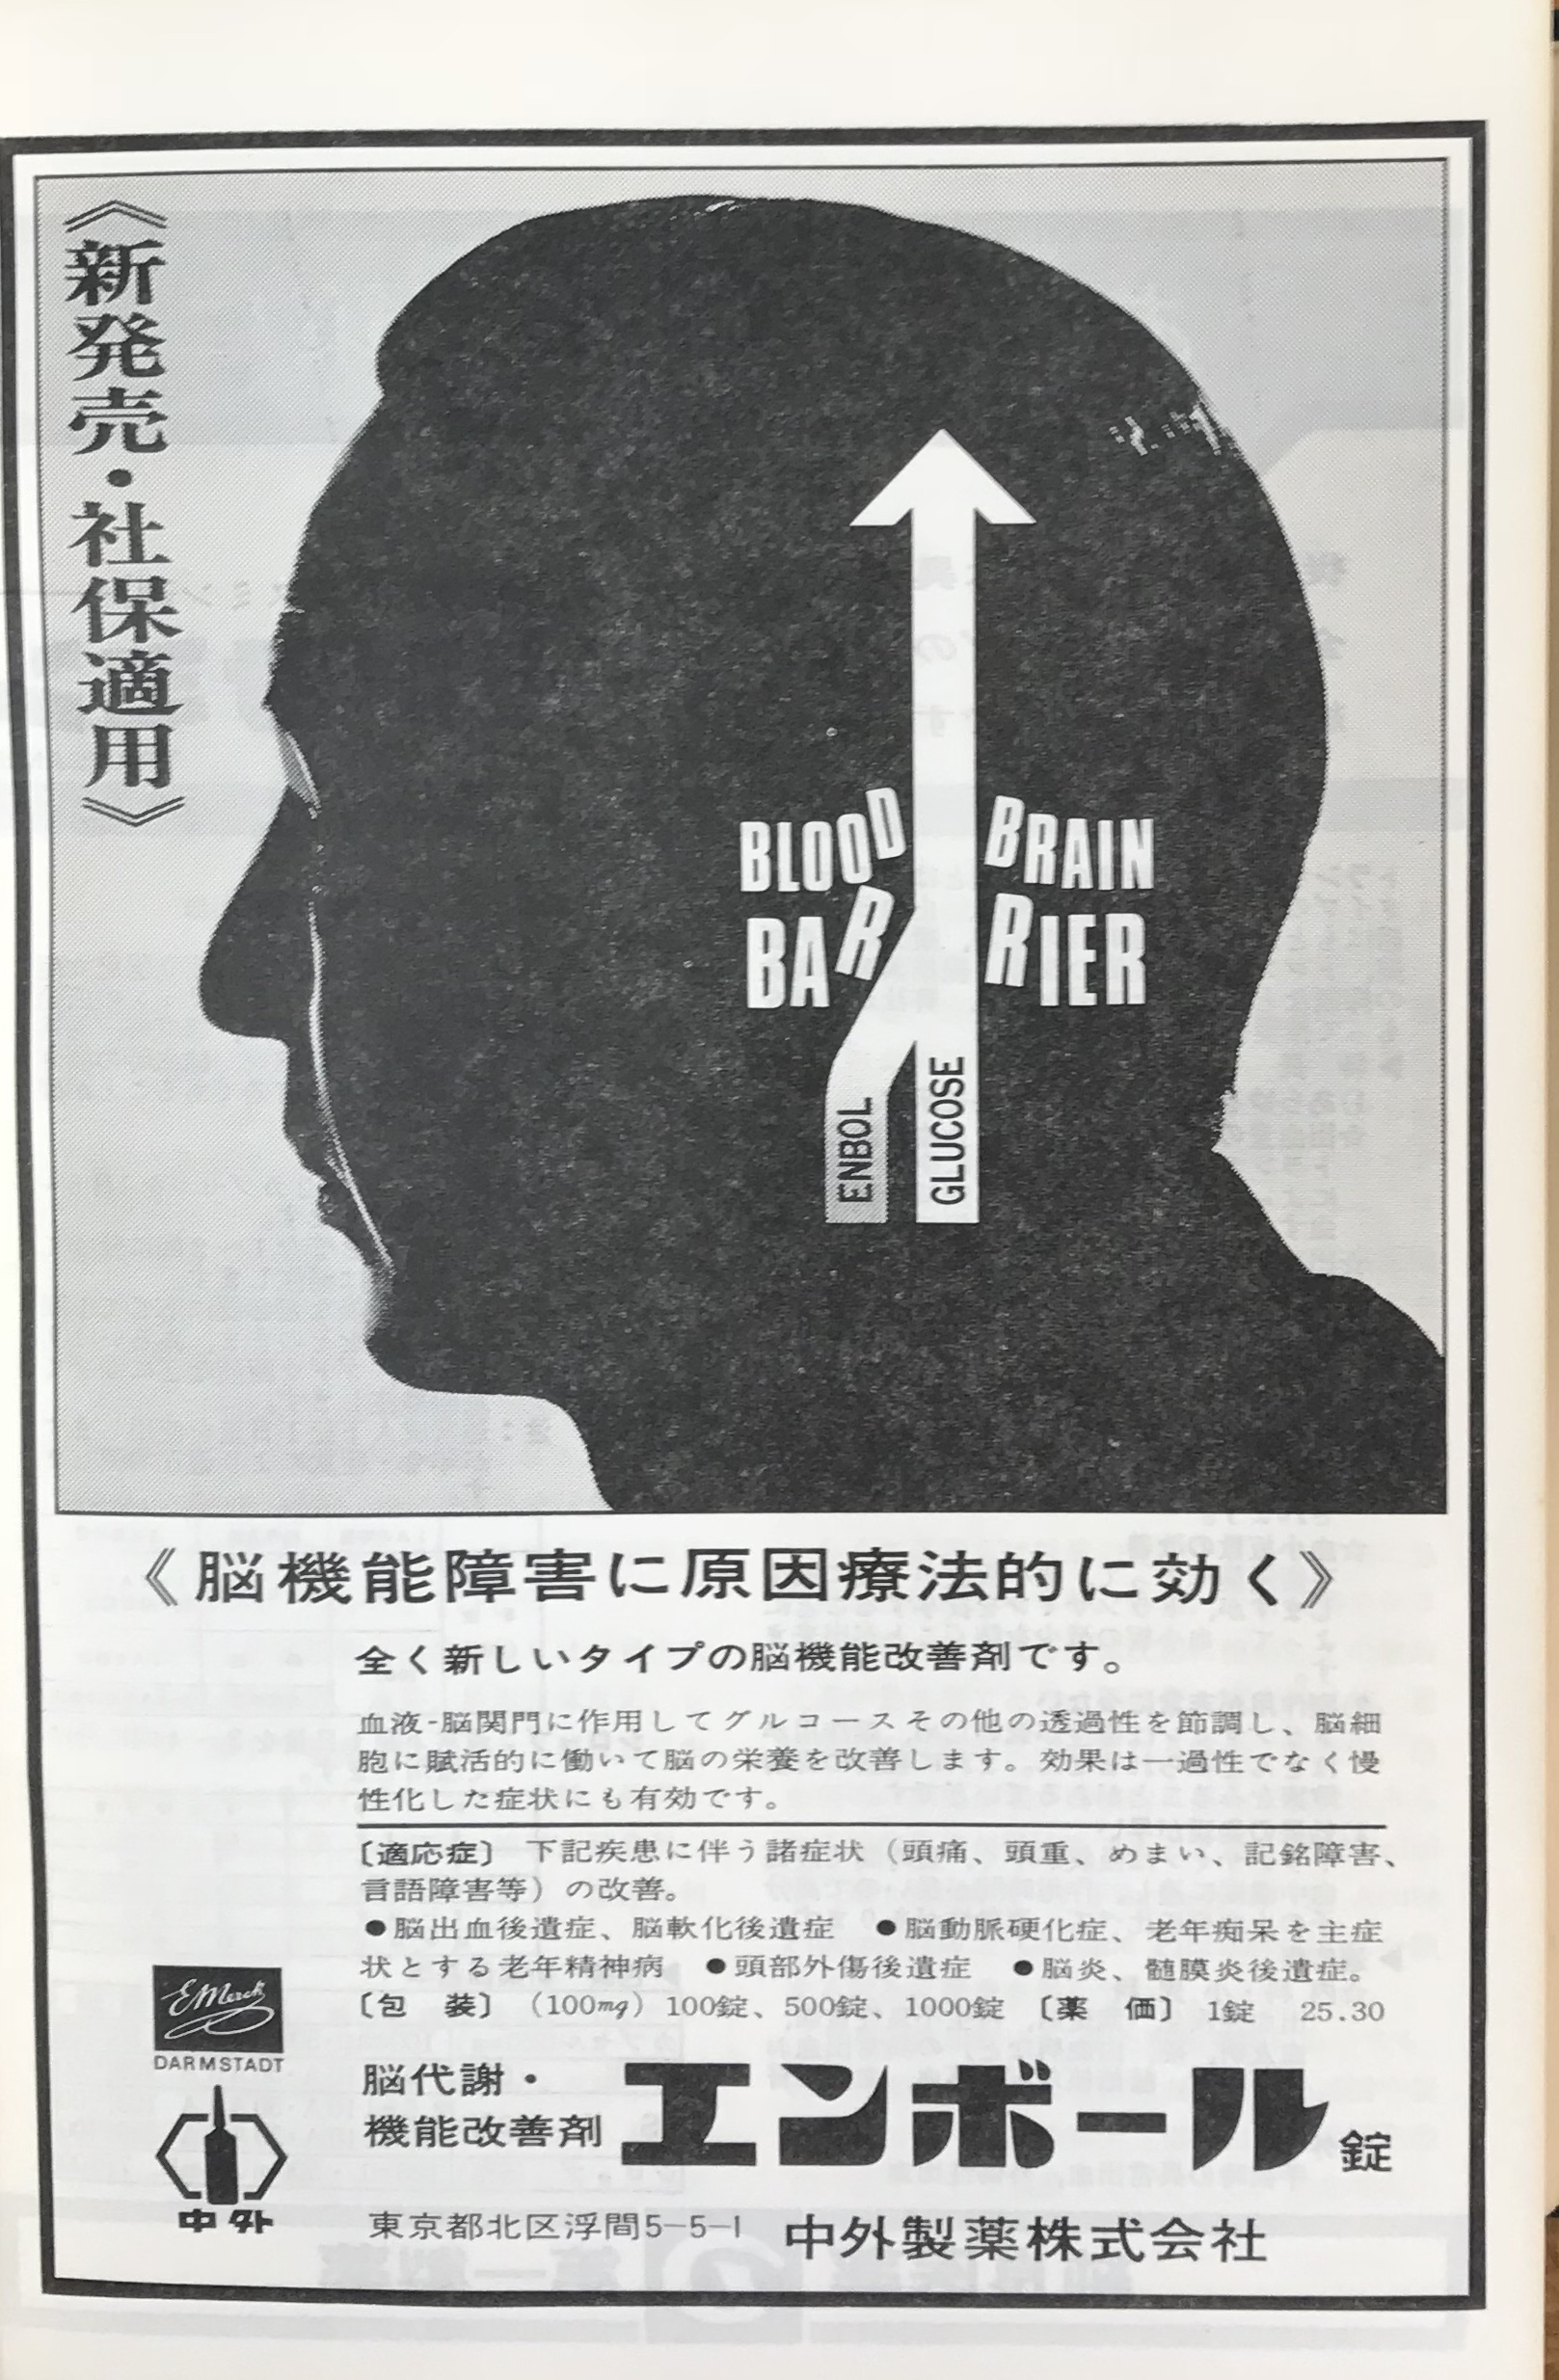 《新発売・社保適用》
BLOOD BRAIN
BARRIER
ENBOL
GLUCOSE
《脳機能障害に原因療法的に効く》
全く新しいタイプの脳機能改善剤です。
血液-脳関門に作用してグルコースその他の透過性を節調し、脳細
胞に賦活的に働いて脳の栄養を改善します。効果は一過性でなく慢
性化した症状にも有効です。
〔適応症〕 下記疾患に伴う諸症状（頭痛、頭重、めまい、記銘障害、
言語障害等）の改善。
●脳出血後遺症、脳軟化後遺症 ●脳動脈硬化症、老年痴呆を主症
状とする老年精神病 ●頭部外傷後遺症 ●脳炎、髄膜炎後遺症。
〔包 装〕（100mg）100錠、500錠、1000錠〔薬 価〕 1錠 25.30
E.Merck
DARMSTADT
中外
脳代謝・
機能改善剤
エンボール錠
東京都北区浮間5-5-1 中外製薬株式会社